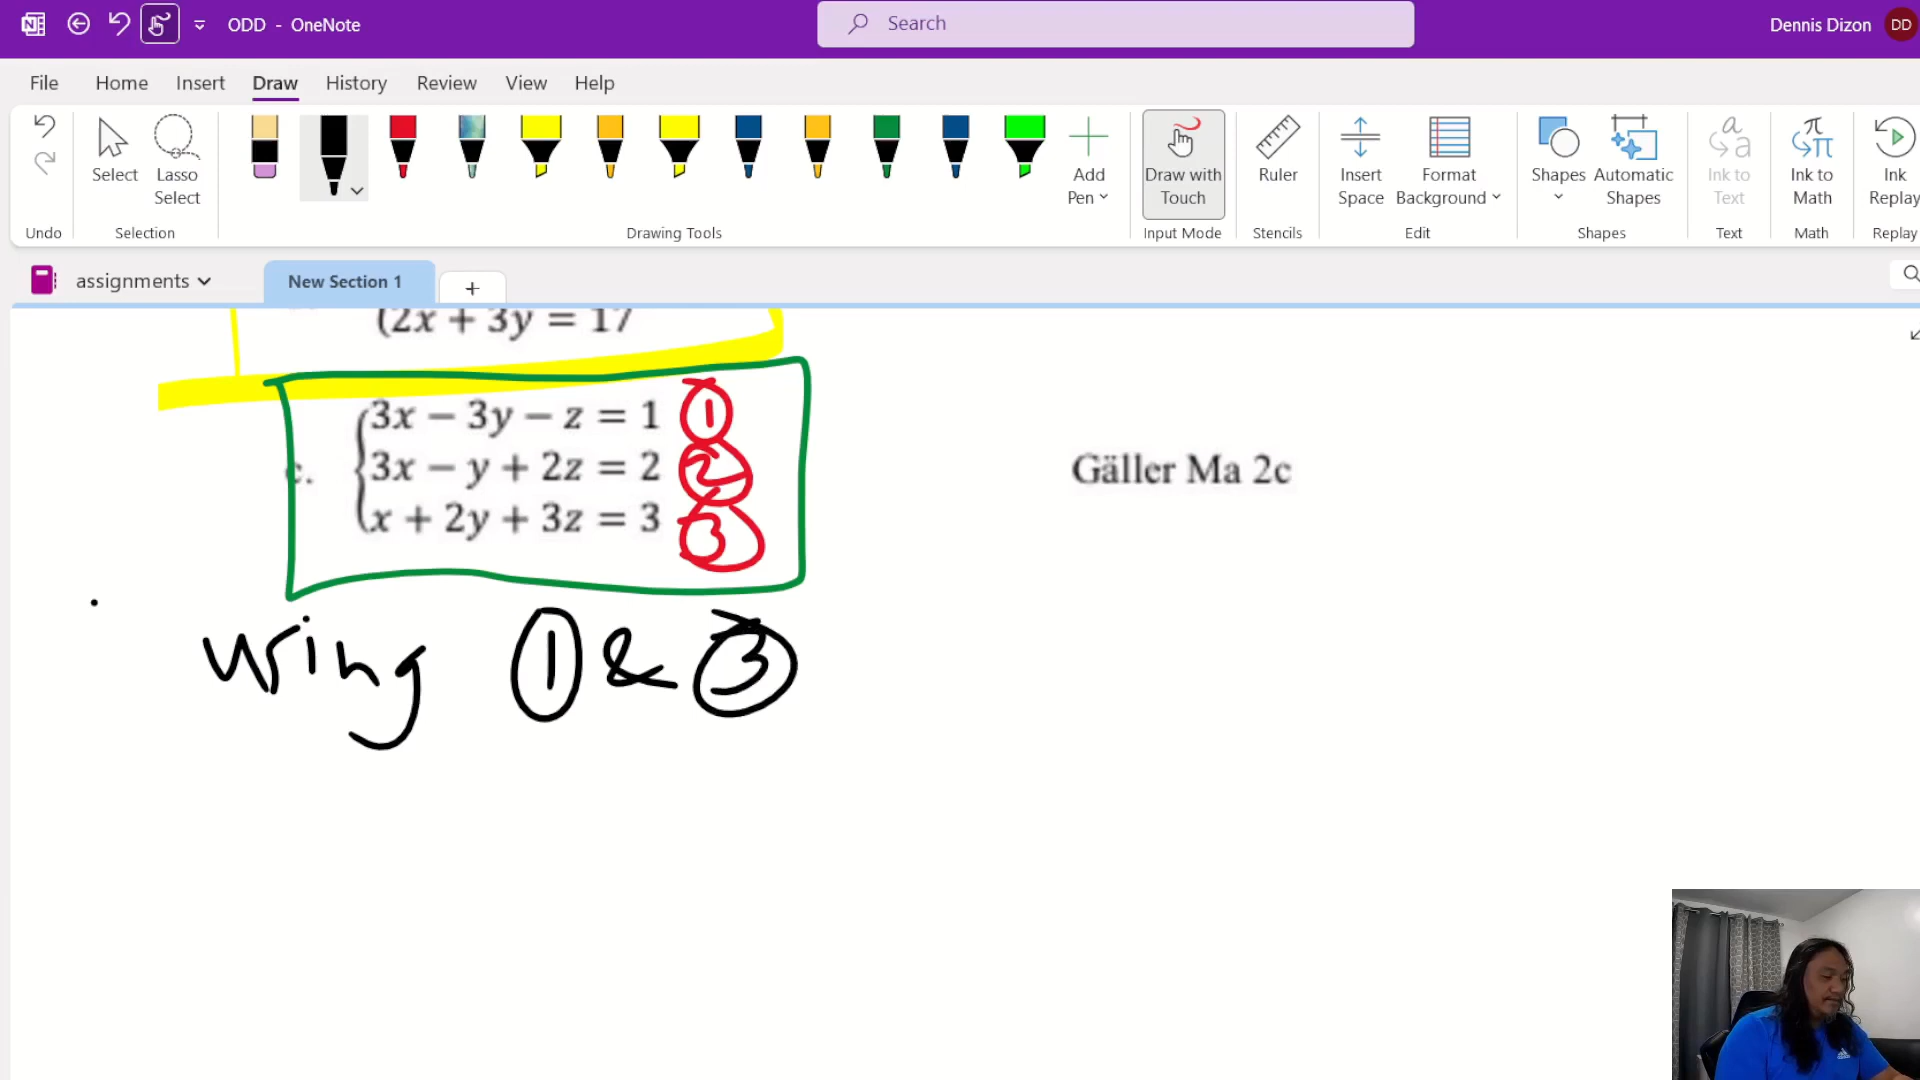 ODD - OneNote
Search
Dennis Dizon
DD
File Home Insert Draw History Review View Help
Undo
Select
Lasso Select
Selection
Drawing Tools
Add Pen
Draw with Touch
Input Mode
Ruler
Stencils
Insert Space
Format Background
Edit
Shapes
Automatic Shapes
Shapes
Ink to Text
Text
Ink to Math
Math
Ink Replay
Replay
assignments
New Section 1
+
(2x + 3y = 17
3x − 3y − z = 1 ①
c. 3x − y + 2z = 2 ②
x + 2y + 3z = 3 ③
Gäller Ma 2c
Using ① & ③